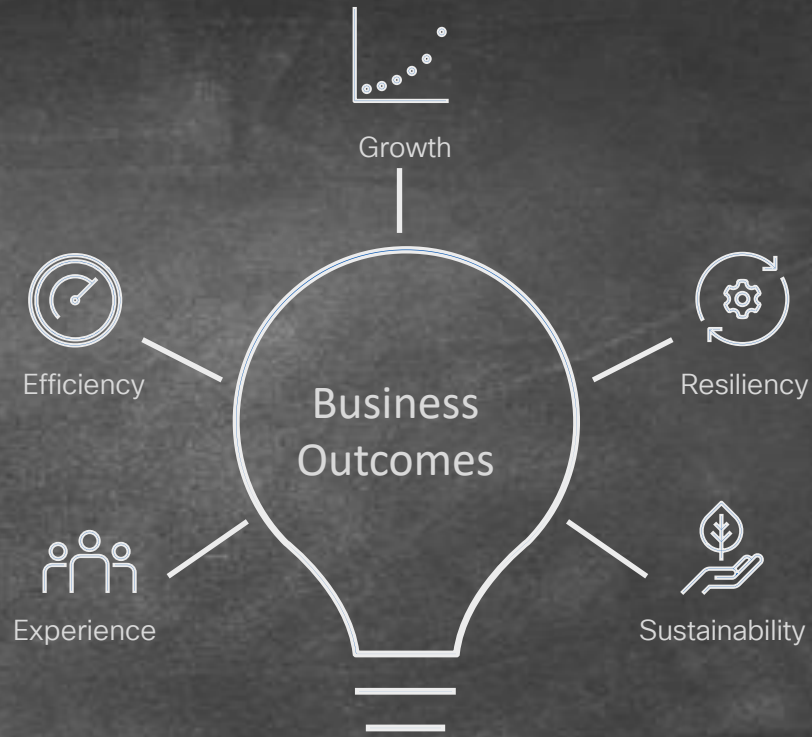 Growth
Efficiency
Resiliency
Business
Outcomes
Experience
Sustainability